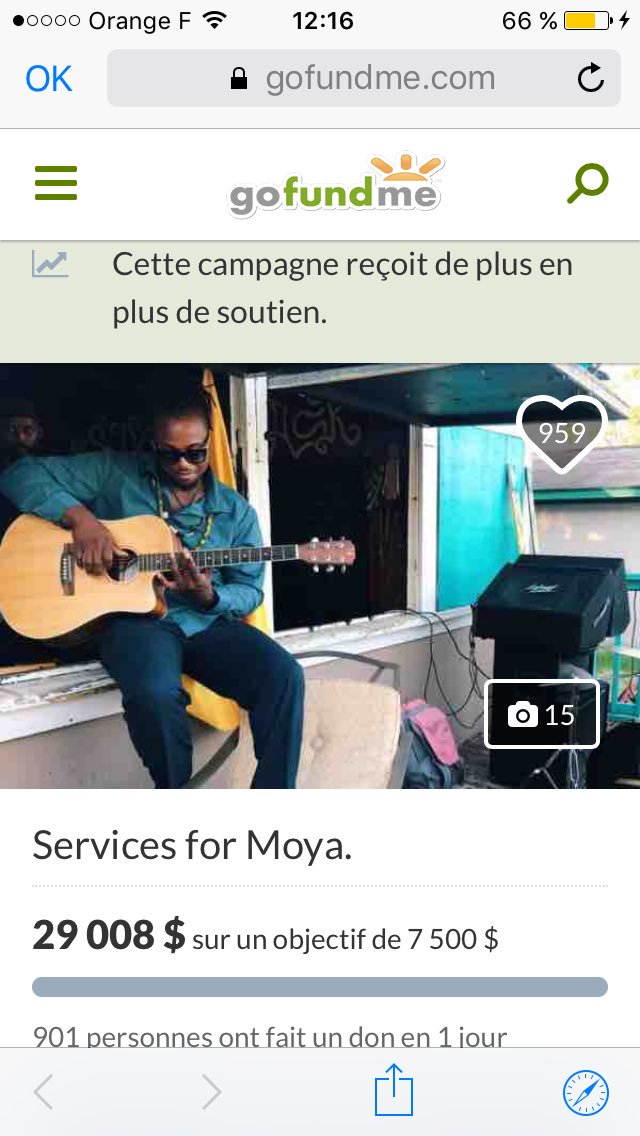 Orange F 12:16 66 %
OK gofundme.com
gofundme
Cette campagne reçoit de plus en
plus de soutien.
959
15
Services for Moya.
29 008 $ sur un objectif de 7 500 $
901 personnes ont fait un don en 1 jour